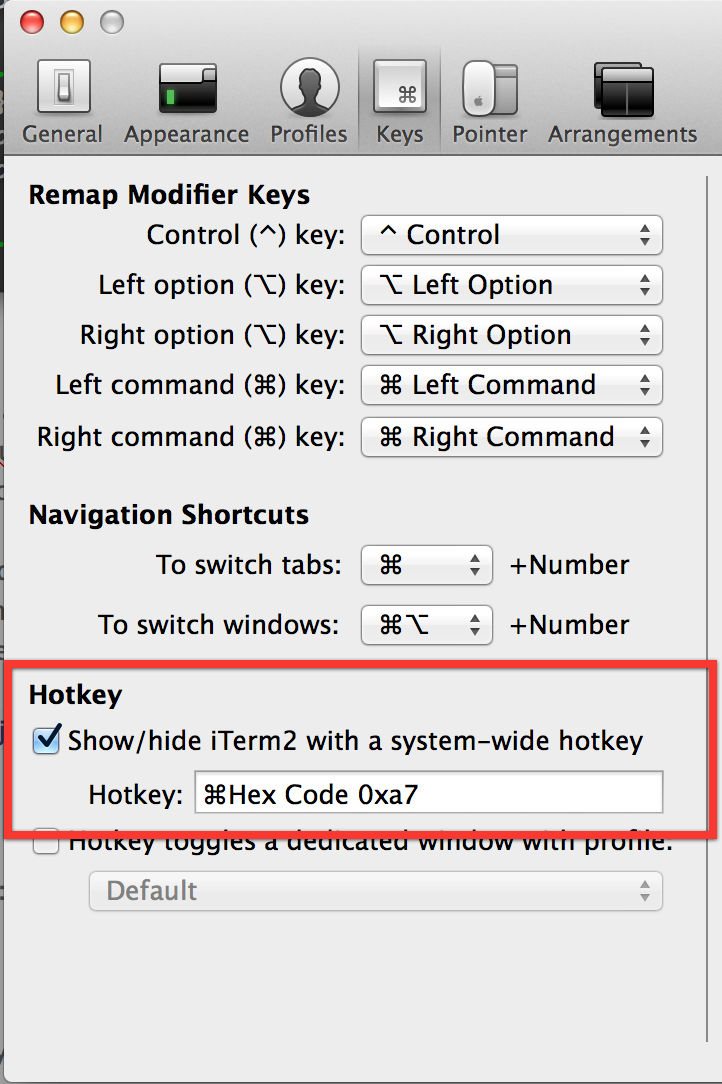 General Appearance Profiles Keys Pointer Arrangements
Remap Modifier Keys
Control (^) key: ^ Control
Left option (⌥) key: ⌥ Left Option
Right option (⌥) key: ⌥ Right Option
Left command (⌘) key: ⌘ Left Command
Right command (⌘) key: ⌘ Right Command
Navigation Shortcuts
To switch tabs: ⌘ +Number
To switch windows: ⌘⌥ +Number
Hotkey
Show/hide iTerm2 with a system-wide hotkey
Hotkey: ⌘Hex Code 0xa7
Hotkey toggles a dedicated window with profile:
Default